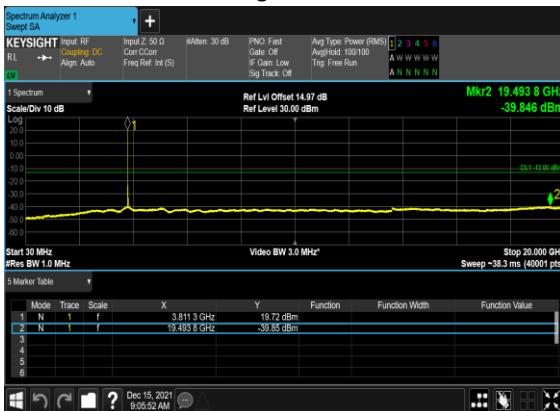 Spectrum Analyzer 1
Swept SA
KEYSIGHT Input: RF Input Z: 50 Ω #Atten: 30 dB PNO: Fast Avg Type: Power (RMS) 1 2 3 4 5 6
RL Coupling: DC Corr CCorr Gate: Off Avg|Hold: 100/100 A W W W W W
Align: Auto Freq Ref: Int (S) IF Gain: Low Trig: Free Run
Sig Track: Off A N N N N N
1 Spectrum Ref Lvl Offset 14.97 dB Mkr2 19.493 8 GHz
Scale/Div 10 dB Ref Level 30.00 dBm -39.846 dBm
Log
20.0 1
10.0
0.00
-10.0 DL1 -13.00 dBm
-20.0
-30.0 2
-40.0
-50.0
-60.0
Start 30 MHz Video BW 3.0 MHz* Stop 20.000 GH
#Res BW 1.0 MHz Sweep ~38.3 ms (40001 pts
5 Marker Table
Mode Trace Scale X Y Function Function Width Function Value
1 N 1 f 3.811 3 GHz 19.72 dBm
2 N 1 f 19.493 8 GHz -39.85 dBm
3
4
5
6
? Dec 15, 2021
9:05:52 AM